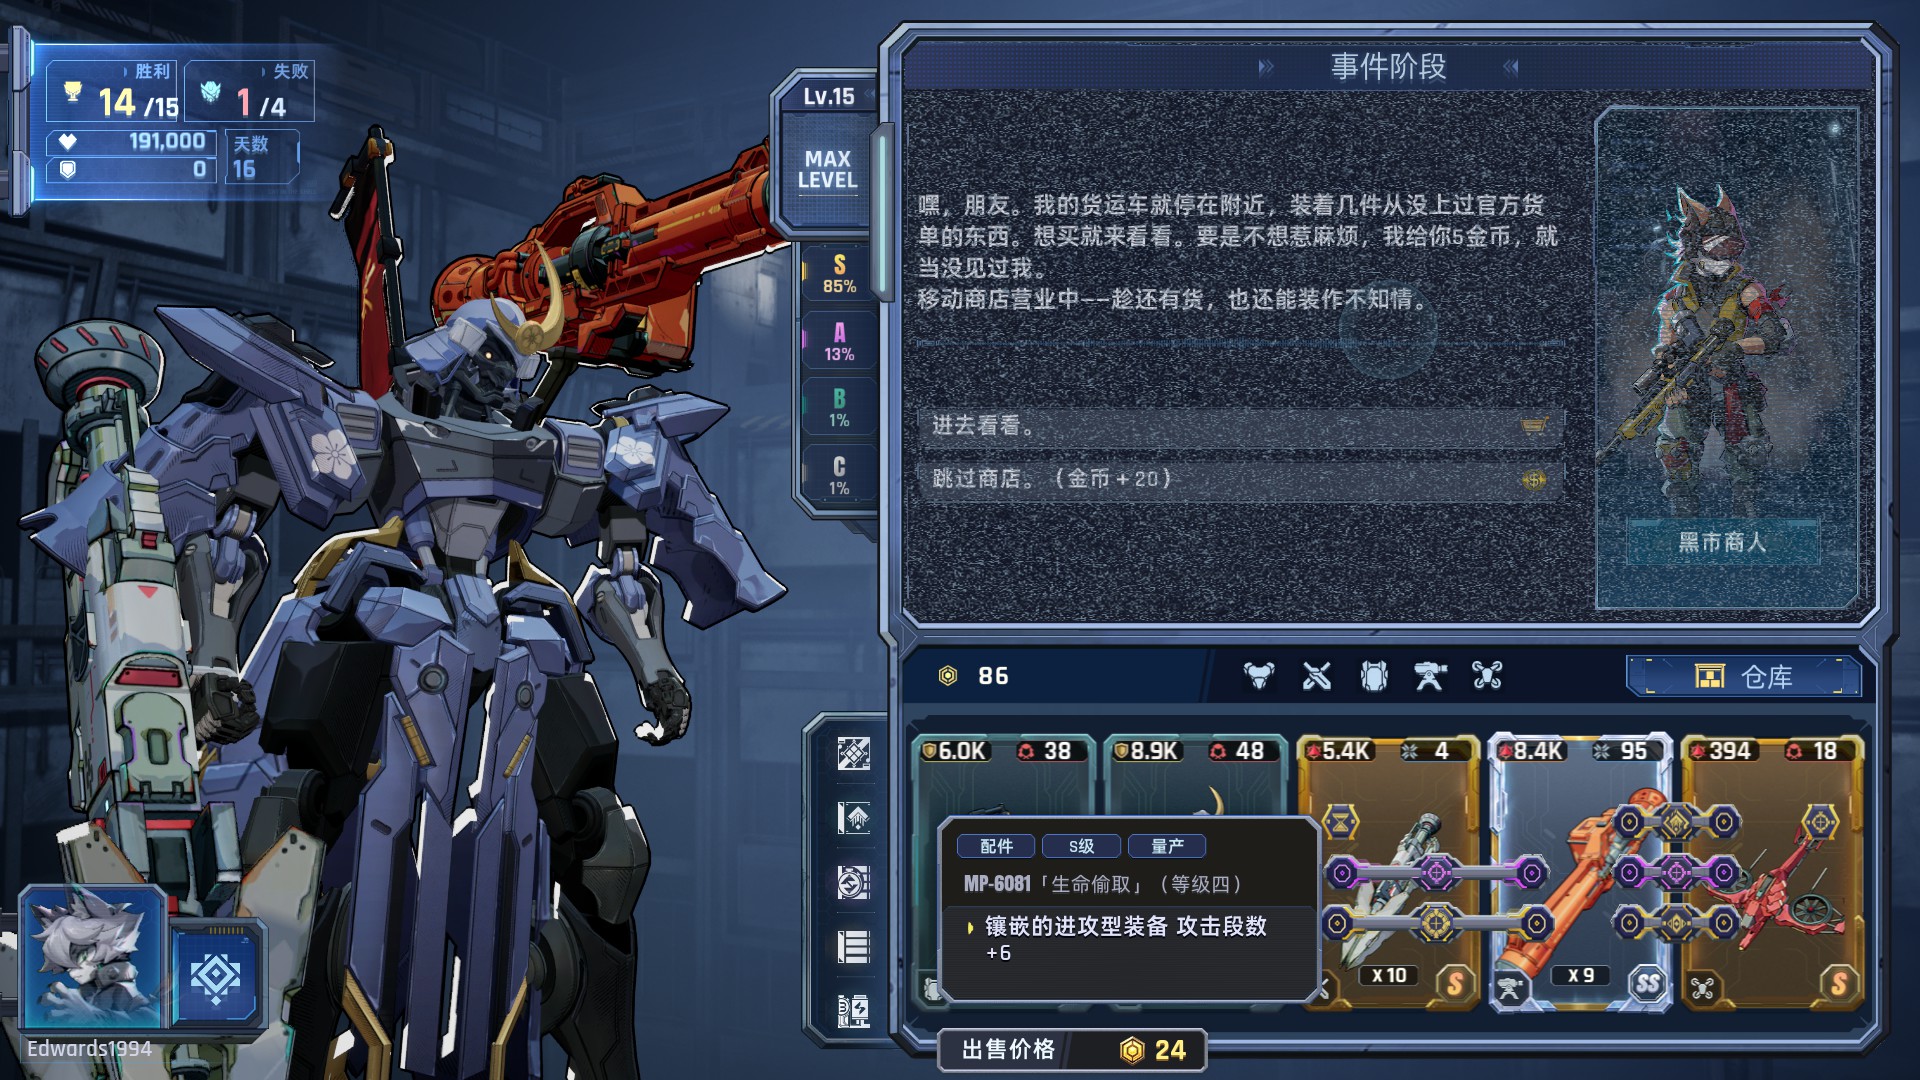 胜利
14 /15
失败
1 /4
191,000
0
天数
16
Lv.15
MAX
LEVEL
S
85%
A
13%
B
1%
C
1%
事件阶段
嘿，朋友。我的货运车就停在附近，装着几件从没上过官方货
单的东西。想买就来看看。要是不想惹麻烦，我给你5金币，就
当没见过我。
移动商店营业中--趁还有货，也还能装作不知情。
进去看看。
跳过商店。（金币+20）
黑市商人
86
仓库
6.0K 38
8.9K 48
5.4K 4
8.4K 95
394 18
配件 S级 量产
MP-6081「生命偷取」（等级四）
镶嵌的进攻型装备 攻击段数
+6
x10 S
x9 SS
S
出售价格 24
Edwards1994